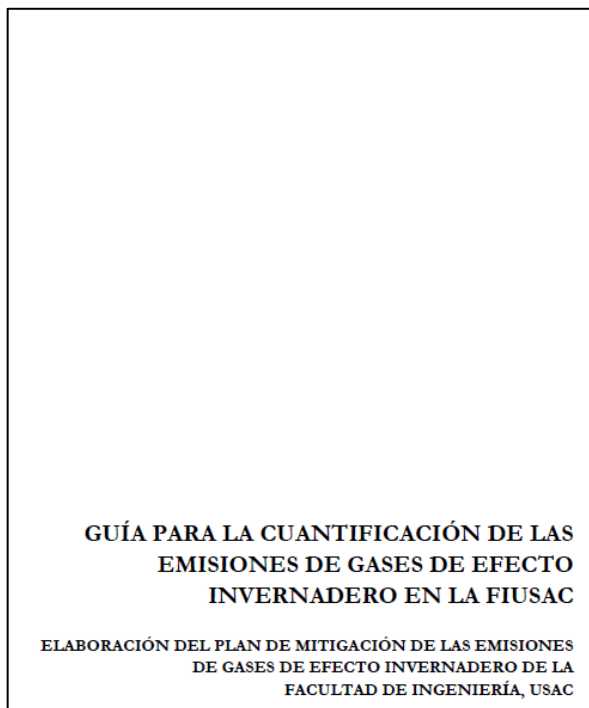 GUÍA PARA LA CUANTIFICACIÓN DE LAS
EMISIONES DE GASES DE EFECTO
INVERNADERO EN LA FIUSAC
ELABORACIÓN DEL PLAN DE MITIGACIÓN DE LAS EMISIONES
DE GASES DE EFECTO INVERNADERO DE LA
FACULTAD DE INGENIERÍA, USAC